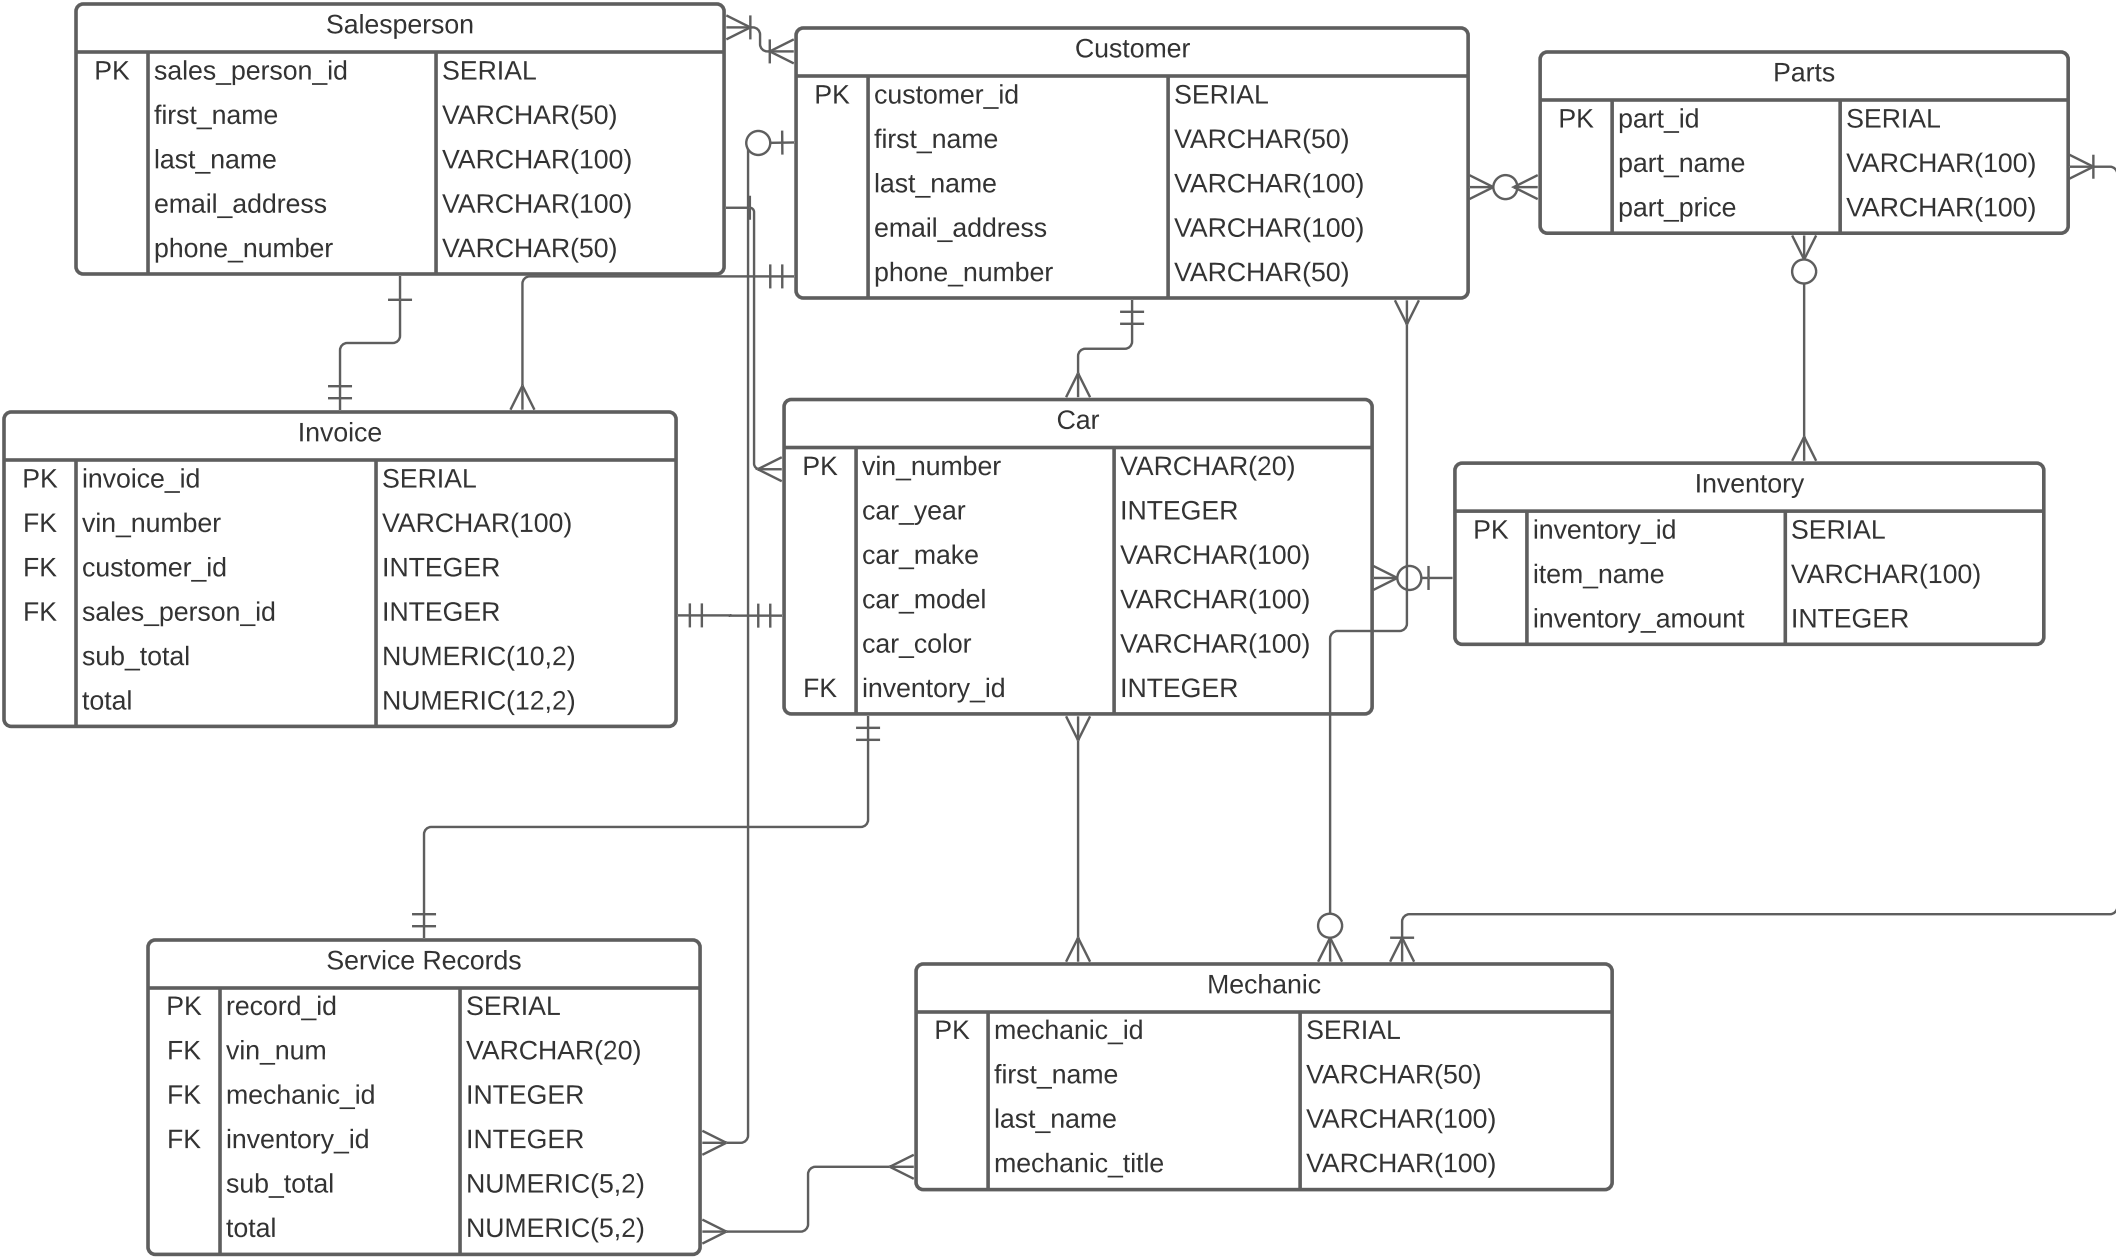 Salesperson
PK sales_person_id SERIAL
first_name VARCHAR(50)
last_name VARCHAR(100)
email_address VARCHAR(100)
phone_number VARCHAR(50)
Customer
PK customer_id SERIAL
first_name VARCHAR(50)
last_name VARCHAR(100)
email_address VARCHAR(100)
phone_number VARCHAR(50)
Parts
PK part_id SERIAL
part_name VARCHAR(100)
part_price VARCHAR(100)
Invoice
PK invoice_id SERIAL
FK vin_number VARCHAR(100)
FK customer_id INTEGER
FK sales_person_id INTEGER
sub_total NUMERIC(10,2)
total NUMERIC(12,2)
Car
PK vin_number VARCHAR(20)
car_year INTEGER
car_make VARCHAR(100)
car_model VARCHAR(100)
car_color VARCHAR(100)
FK inventory_id INTEGER
Inventory
PK inventory_id SERIAL
item_name VARCHAR(100)
inventory_amount INTEGER
Service Records
PK record_id SERIAL
FK vin_num VARCHAR(20)
FK mechanic_id INTEGER
FK inventory_id INTEGER
sub_total NUMERIC(5,2)
total NUMERIC(5,2)
Mechanic
PK mechanic_id SERIAL
first_name VARCHAR(50)
last_name VARCHAR(100)
mechanic_title VARCHAR(100)